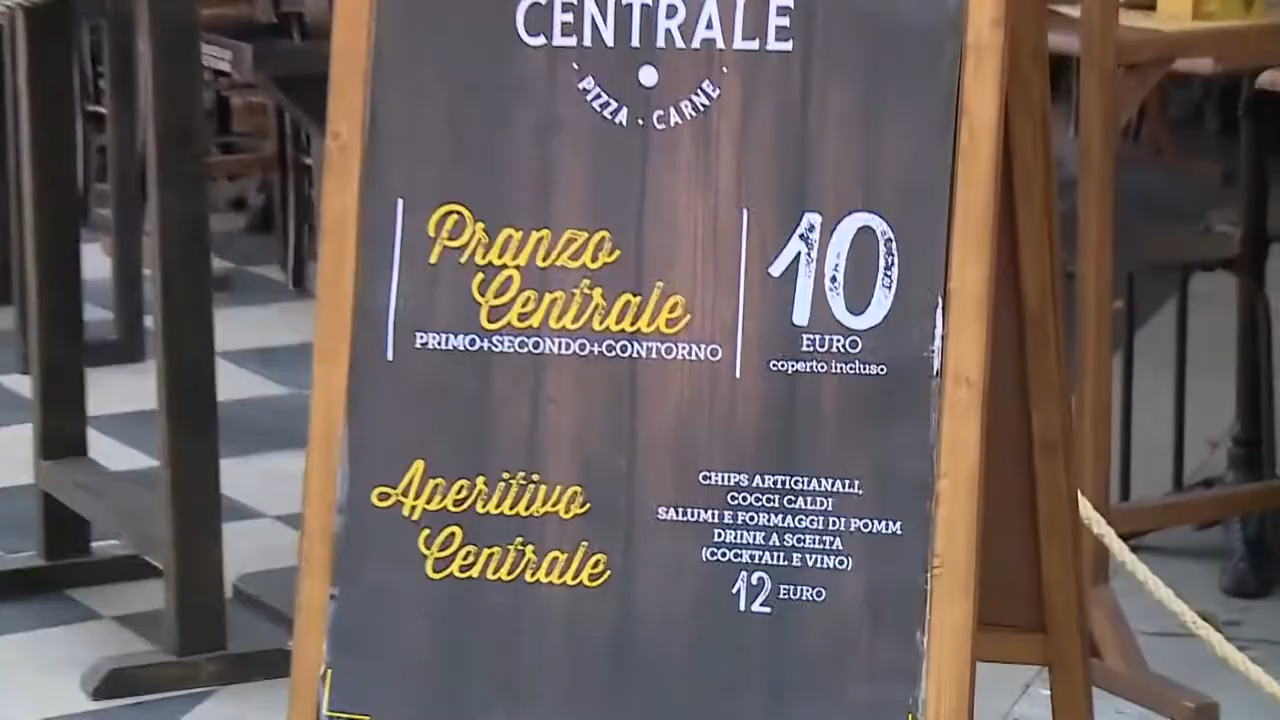 CENTRALE
PIZZA · CARNE
Pranzo
Centrale
PRIMO+SECONDO+CONTORNO
10
EURO
coperto incluso
Aperitivo
Centrale
CHIPS ARTIGIANALI,
COCCI CALDI
SALUMI E FORMAGGI DI POMM
DRINK A SCELTA
(COCKTAIL E VINO)
12 EURO